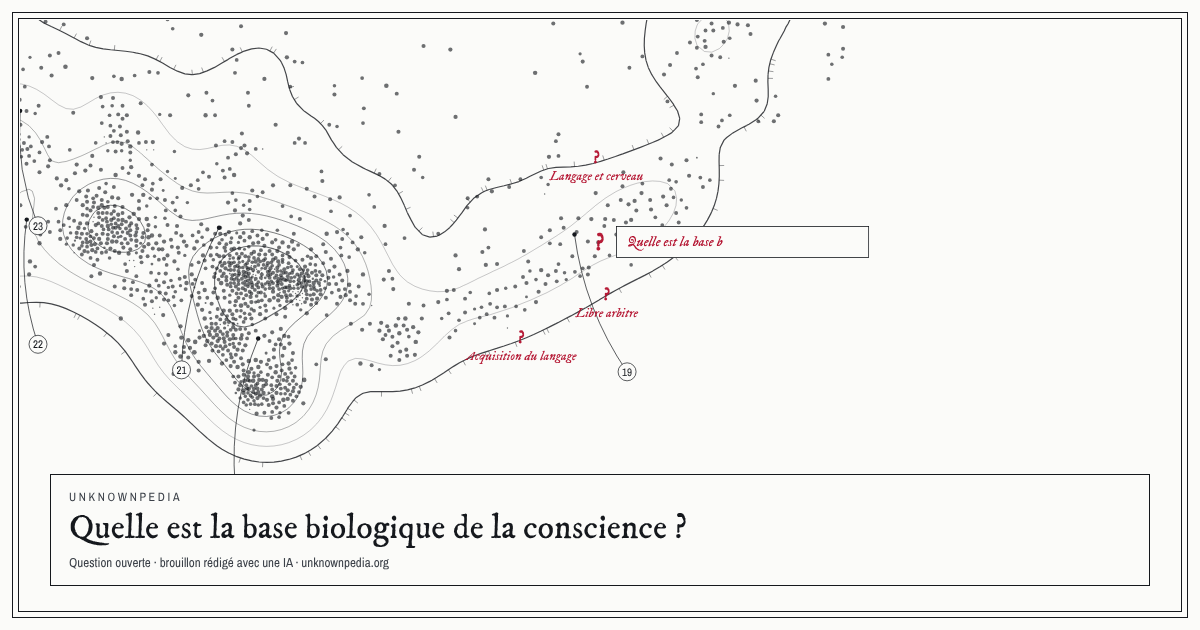 Langage et cerveau
23
Quelle est la base b
Libre arbitre
22
Acquisition du langage
21
19
UNKNOWNPEDIA
Quelle est la base biologique de la conscience ?
Question ouverte · brouillon rédigé avec une IA · unknownpedia.org